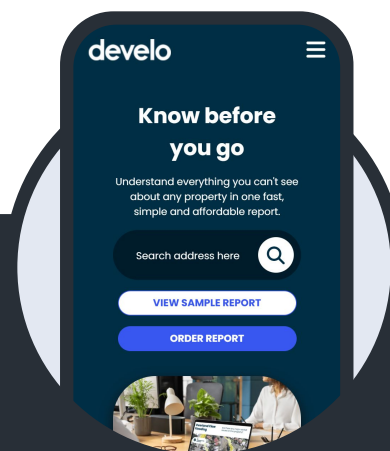 develo
Know before
you go
Understand everything you can't see
about any property in one fast,
simple and affordable report.
Search address here
VIEW SAMPLE REPORT
ORDER REPORT